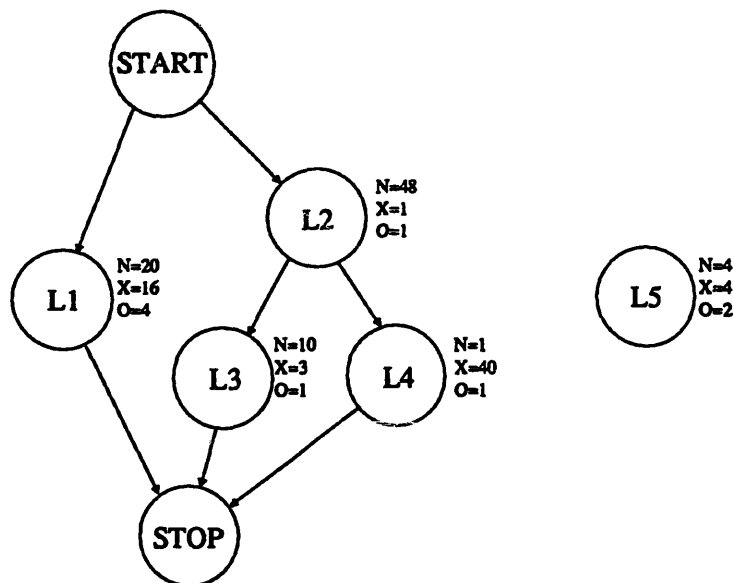 START
L2
N=48
X=1
O=1
L1
N=20
X=16
O=4
L5
N=4
X=4
O=2
L3
N=10
X=3
O=1
L4
N=1
X=40
O=1
STOP